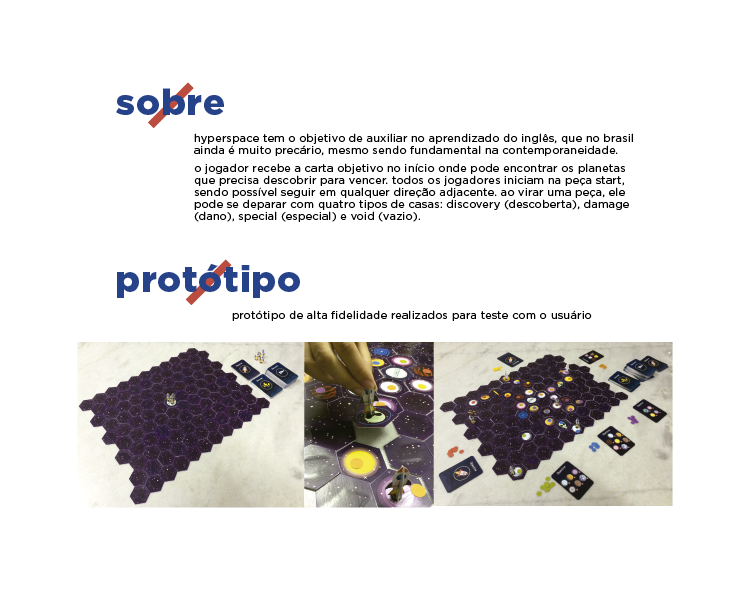 sobre
hyperspace tem o objetivo de auxiliar no aprendizado do inglês, que no brasil
ainda é muito precário, mesmo sendo fundamental na contemporaneidade.
o jogador recebe a carta objetivo no início onde pode encontrar os planetas
que precisa descobrir para vencer. todos os jogadores iniciam na peça start,
sendo possível seguir em qualquer direção adjacente. ao virar uma peça, ele
pode se deparar com quatro tipos de casas: discovery (descoberta), damage
(dano), special (especial) e void (vazio).
protótipo
protótipo de alta fidelidade realizados para teste com o usuário